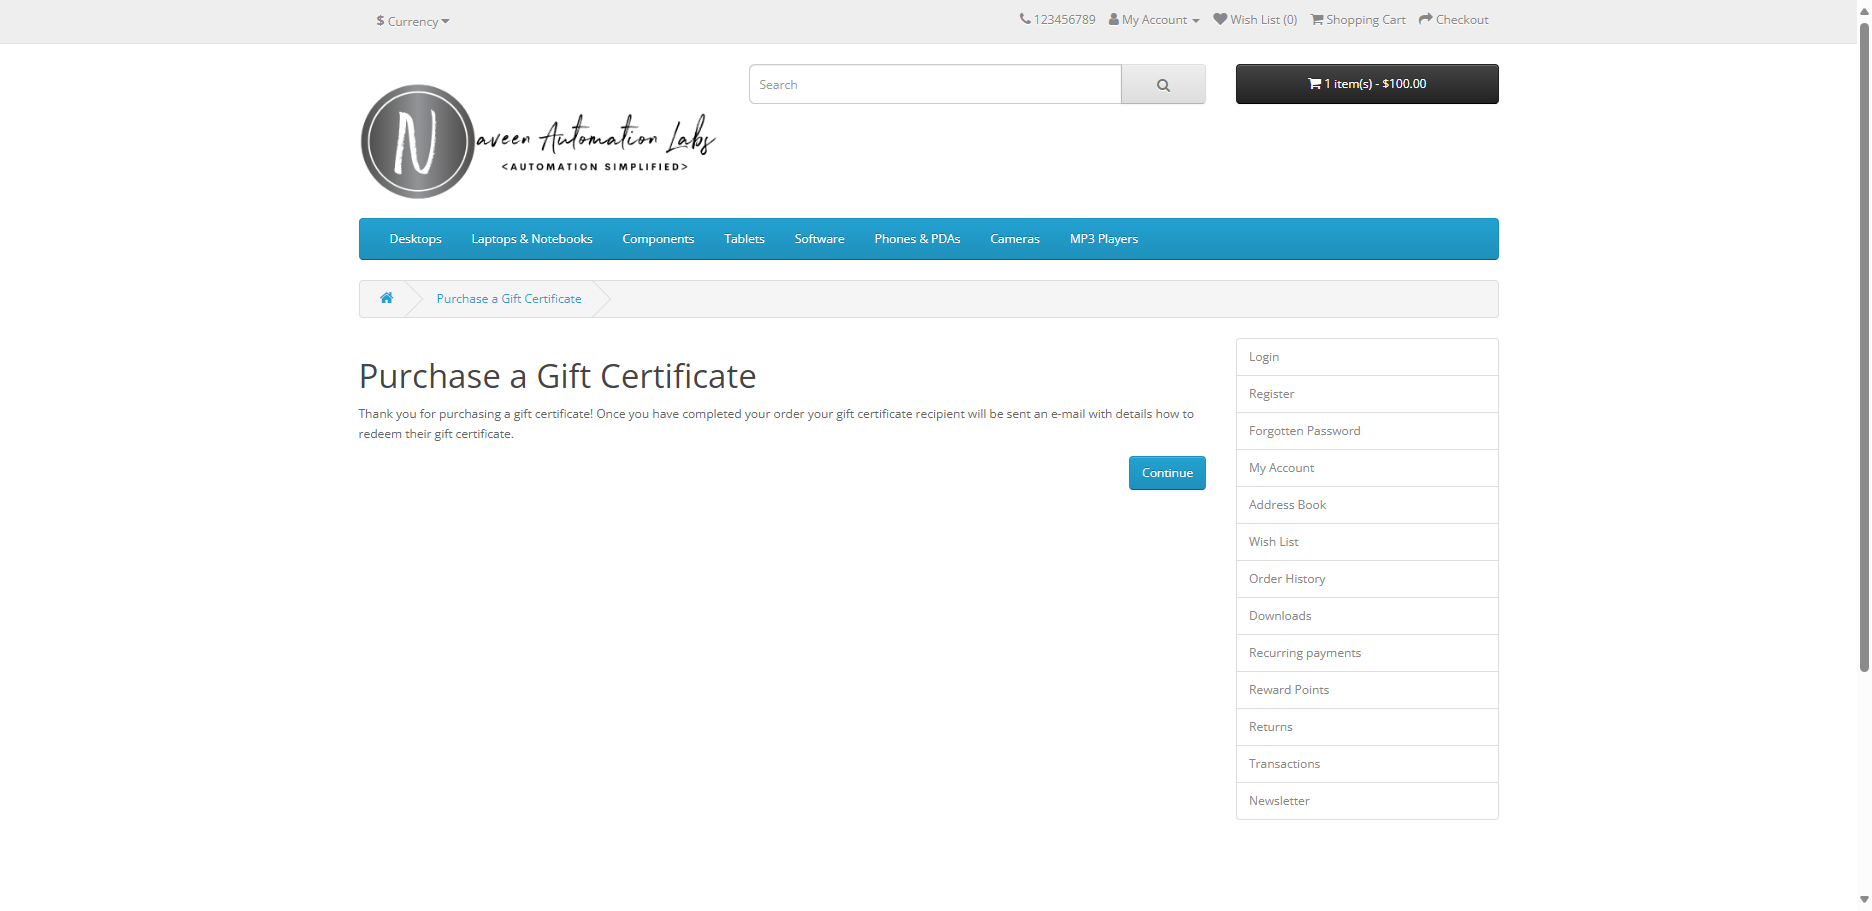 $ Currency
123456789 My Account Wish List (0) Shopping Cart Checkout
Search
1 item(s) - $100.00
N aveen Automation Labs
<AUTOMATION SIMPLIFIED>
Desktops Laptops & Notebooks Components Tablets Software Phones & PDAs Cameras MP3 Players
Purchase a Gift Certificate
Purchase a Gift Certificate
Thank you for purchasing a gift certificate! Once you have completed your order your gift certificate recipient will be sent an e-mail with details how to
redeem their gift certificate.
Continue
Login
Register
Forgotten Password
My Account
Address Book
Wish List
Order History
Downloads
Recurring payments
Reward Points
Returns
Transactions
Newsletter